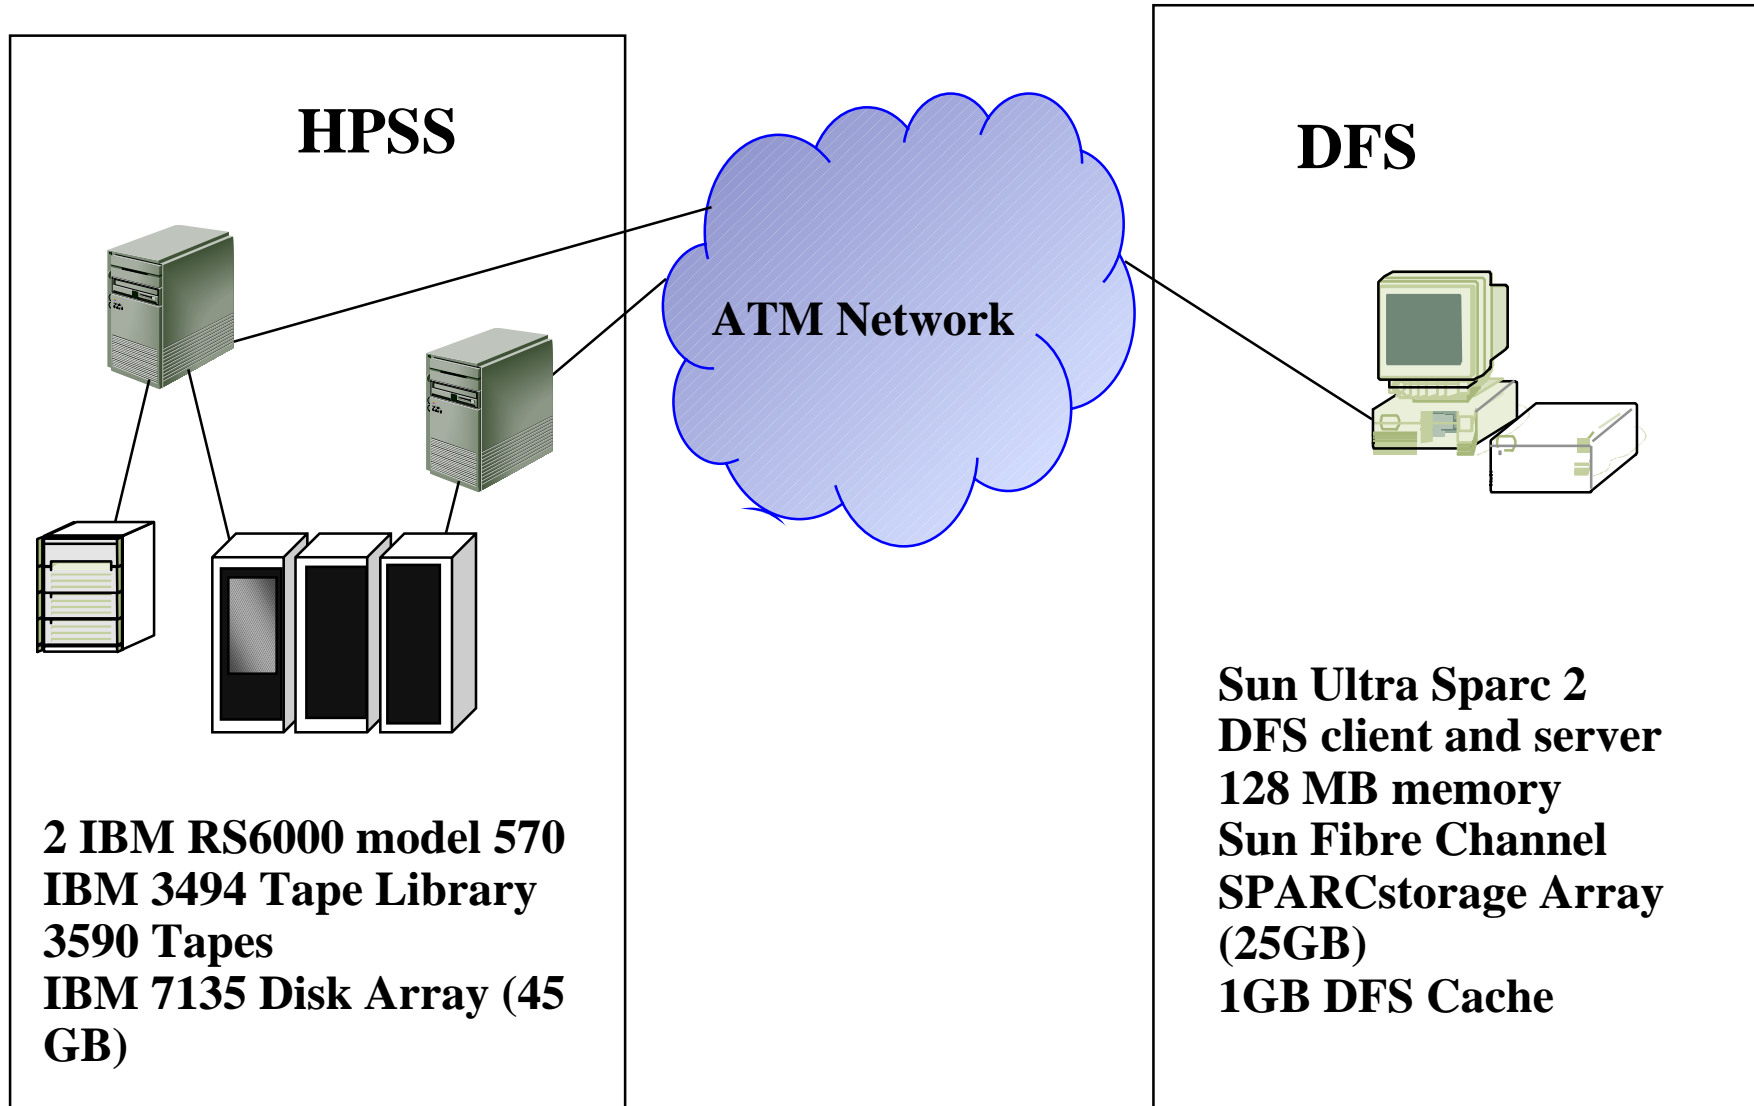 HPSS
ATM Network
DFS
2 IBM RS6000 model 570
IBM 3494 Tape Library
3590 Tapes
IBM 7135 Disk Array (45
GB)
Sun Ultra Sparc 2
DFS client and server
128 MB memory
Sun Fibre Channel
SPARCstorage Array
(25GB)
1GB DFS Cache